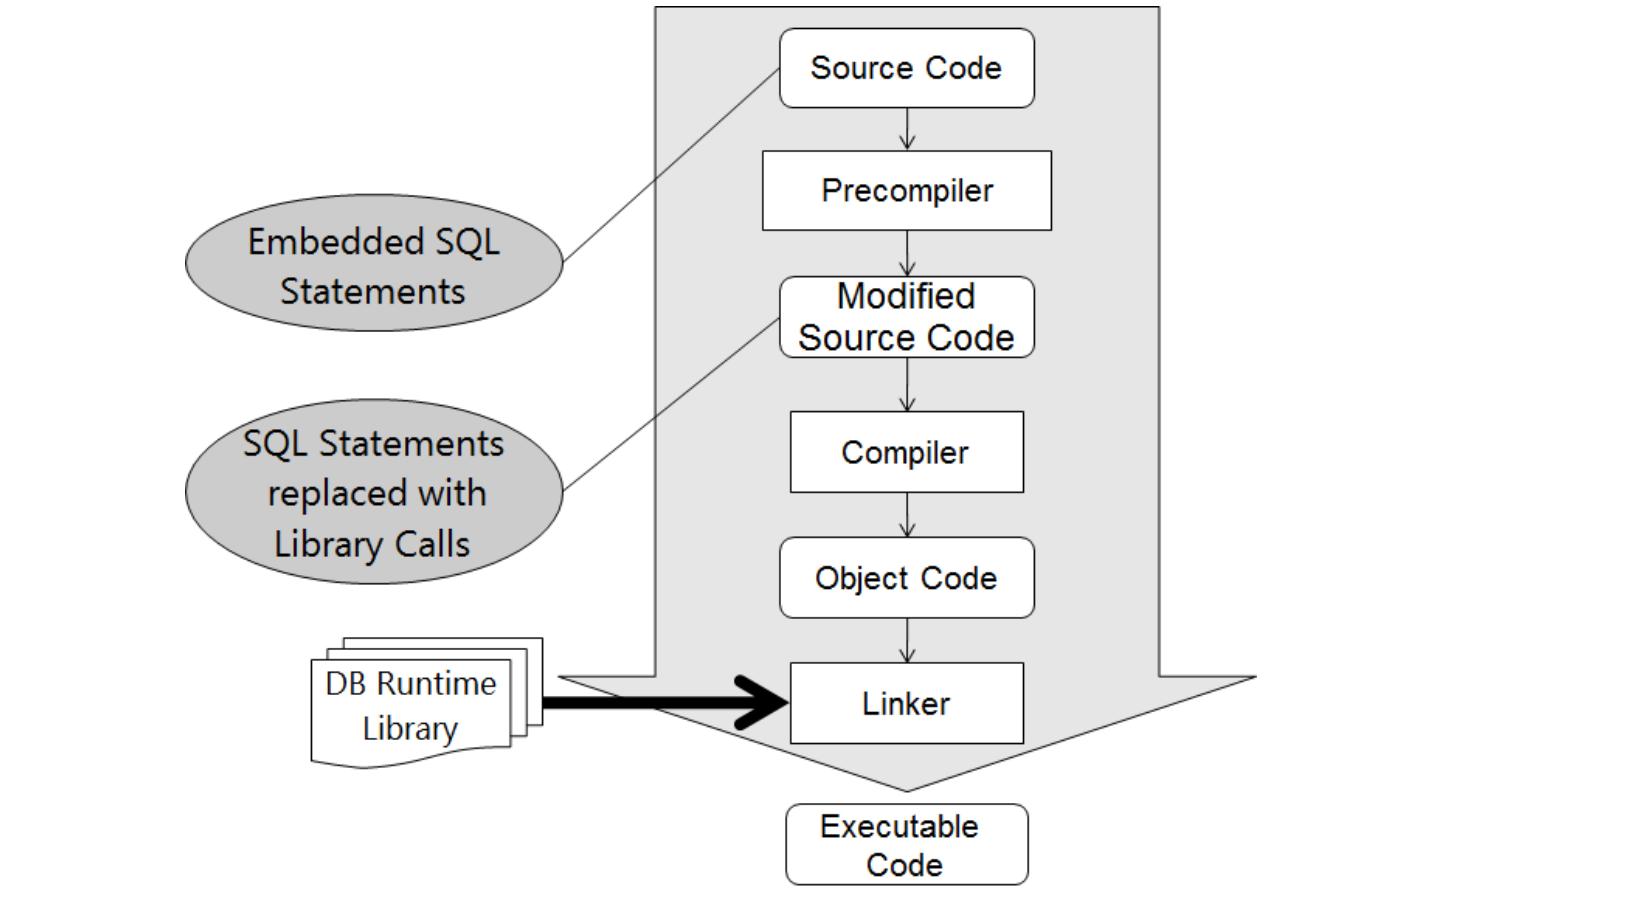 Source Code
Precompiler
Embedded SQL
Statements
Modified
Source Code
SQL Statements
replaced with
Library Calls
Compiler
Object Code
DB Runtime
Library
Linker
Executable
Code